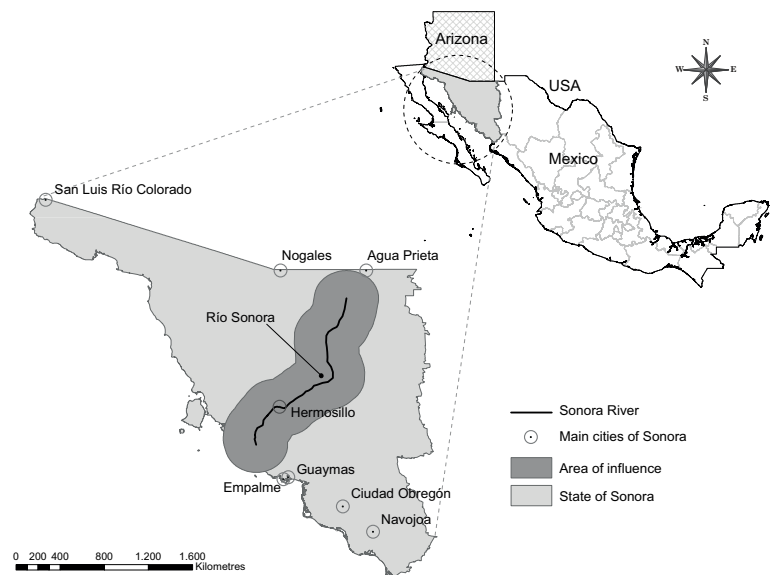 Arizona
N
W
E
S
USA
Mexico
San Luis Río Colorado
Nogales
Agua Prieta
Río Sonora
Hermosillo
Guaymas
Empalme
Ciudad Obregón
Navojoa
Sonora River
Main cities of Sonora
Area of influence
State of Sonora
0 200 400 800 1.200 1.600
Kilometres